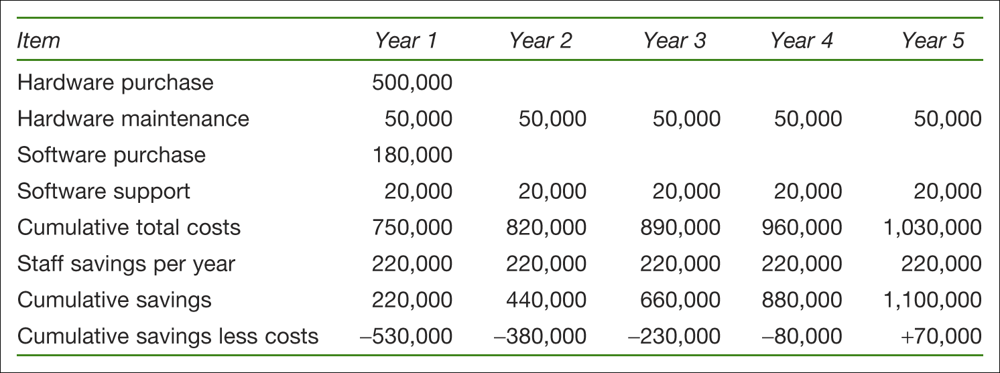 Item Year 1 Year 2 Year 3 Year 4 Year 5
Hardware purchase 500,000
Hardware maintenance 50,000 50,000 50,000 50,000 50,000
Software purchase 180,000
Software support 20,000 20,000 20,000 20,000 20,000
Cumulative total costs 750,000 820,000 890,000 960,000 1,030,000
Staff savings per year 220,000 220,000 220,000 220,000 220,000
Cumulative savings 220,000 440,000 660,000 880,000 1,100,000
Cumulative savings less costs –530,000 –380,000 –230,000 –80,000 +70,000